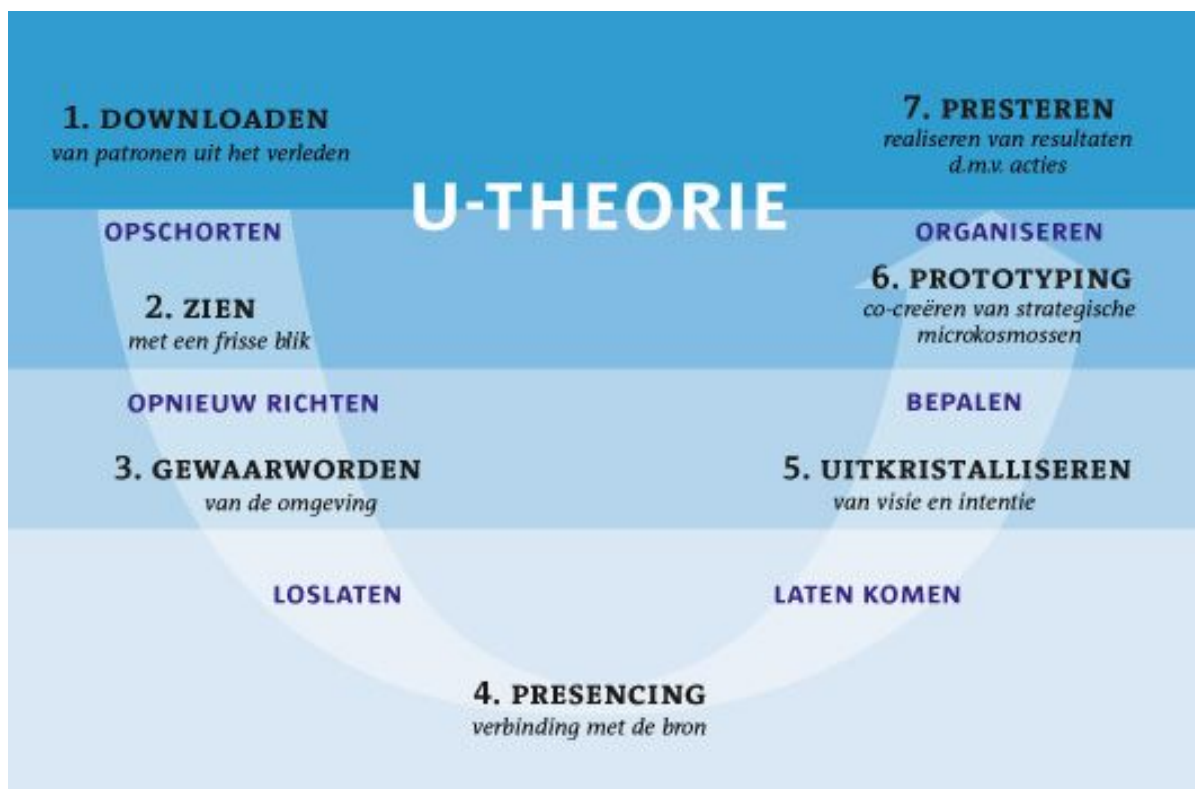 1. DOWNLOADEN
van patronen uit het verleden
7. PRESTEREN
realiseren van resultaten
d.m.v. acties
U-THEORIE
OPSCHORTEN
ORGANISEREN
2. ZIEN
met een frisse blik
6. PROTOTYPING
co-creëren van strategische
microkosmossen
OPNIEUW RICHTEN
BEPALEN
3. GEWAARWORDEN
van de omgeving
5. UITKRISTALLISEREN
van visie en intentie
LOSLATEN
LATEN KOMEN
4. PRESENCING
verbinding met de bron